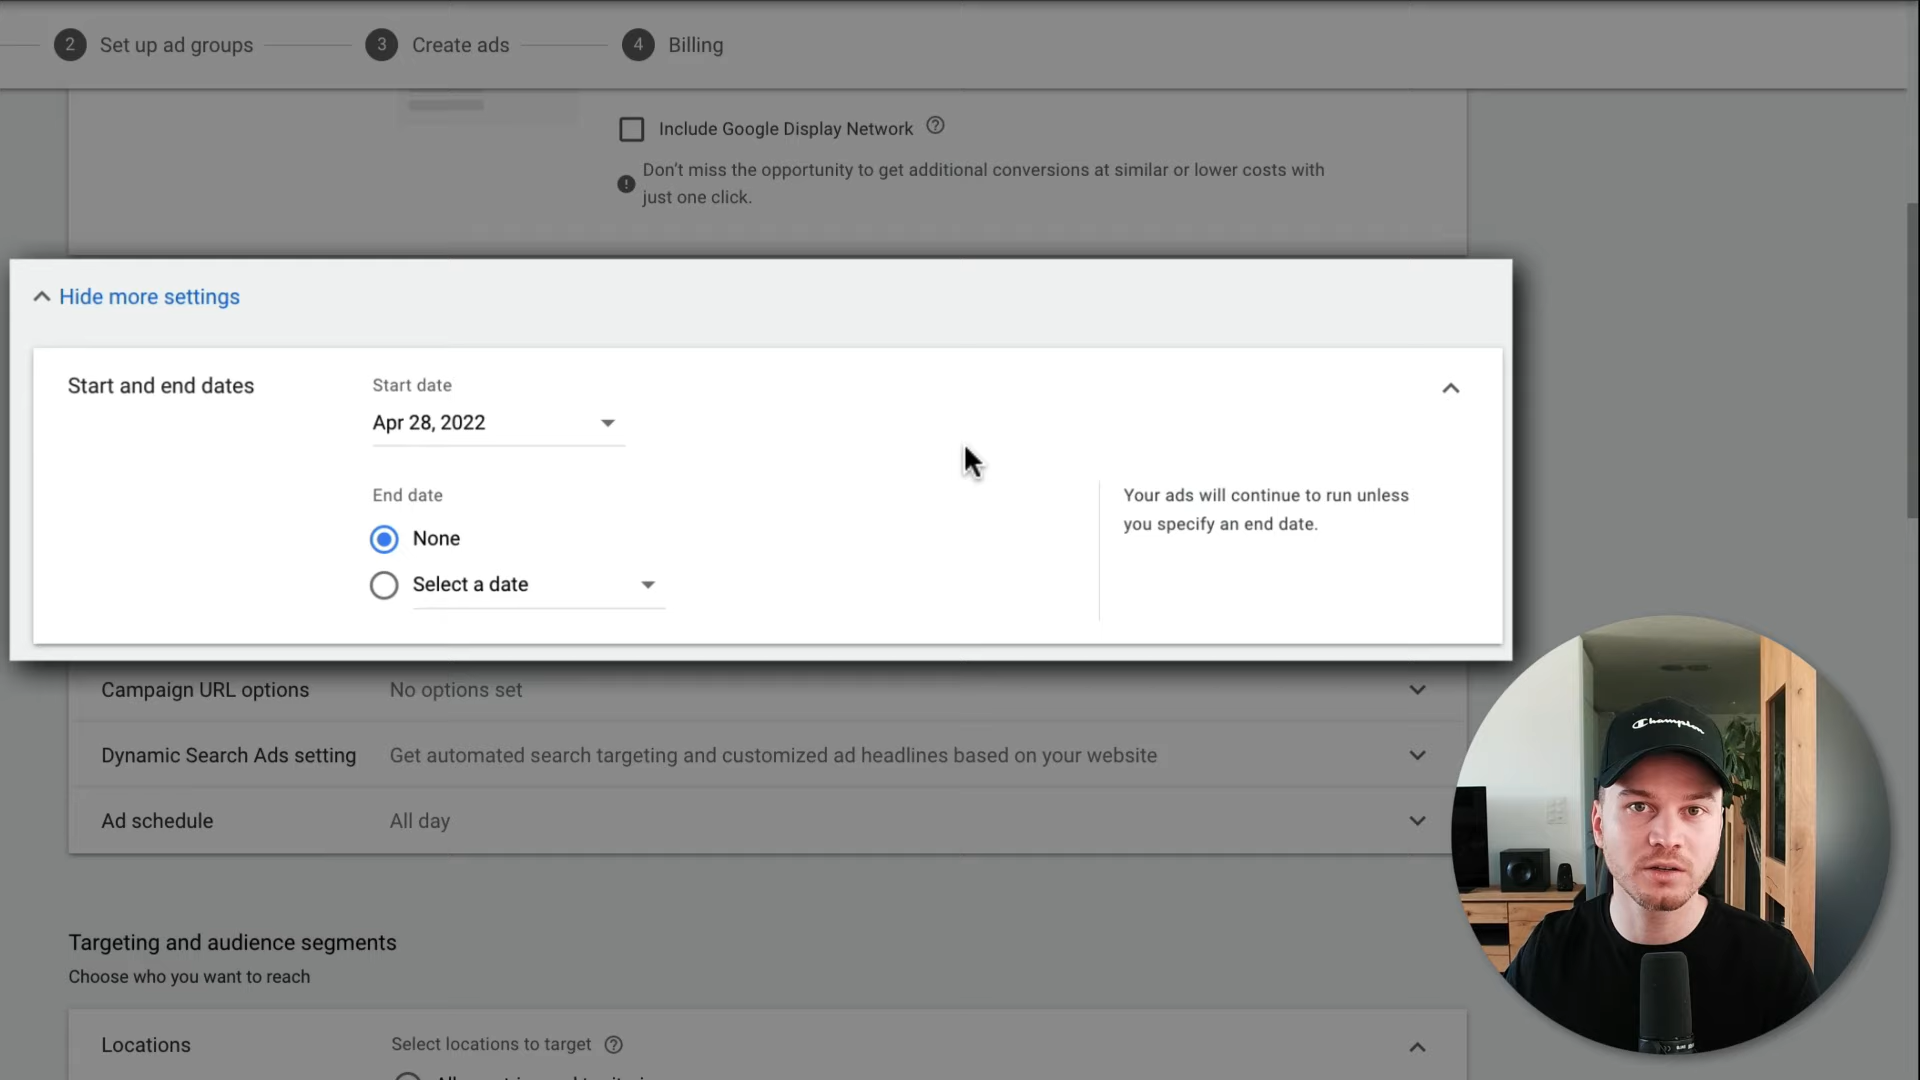 2 Set up ad groups 3 Create ads 4 Billing
Include Google Display Network ?
! Don't miss the opportunity to get additional conversions at similar or lower costs with
just one click.
Hide more settings
Start and end dates
Start date
Apr 28, 2022
End date
None
Select a date
Your ads will continue to run unless
you specify an end date.
Campaign URL options No options set
Dynamic Search Ads setting Get automated search targeting and customized ad headlines based on your website
Ad schedule All day
Champion
Targeting and audience segments
Choose who you want to reach
Locations Select locations to target ?